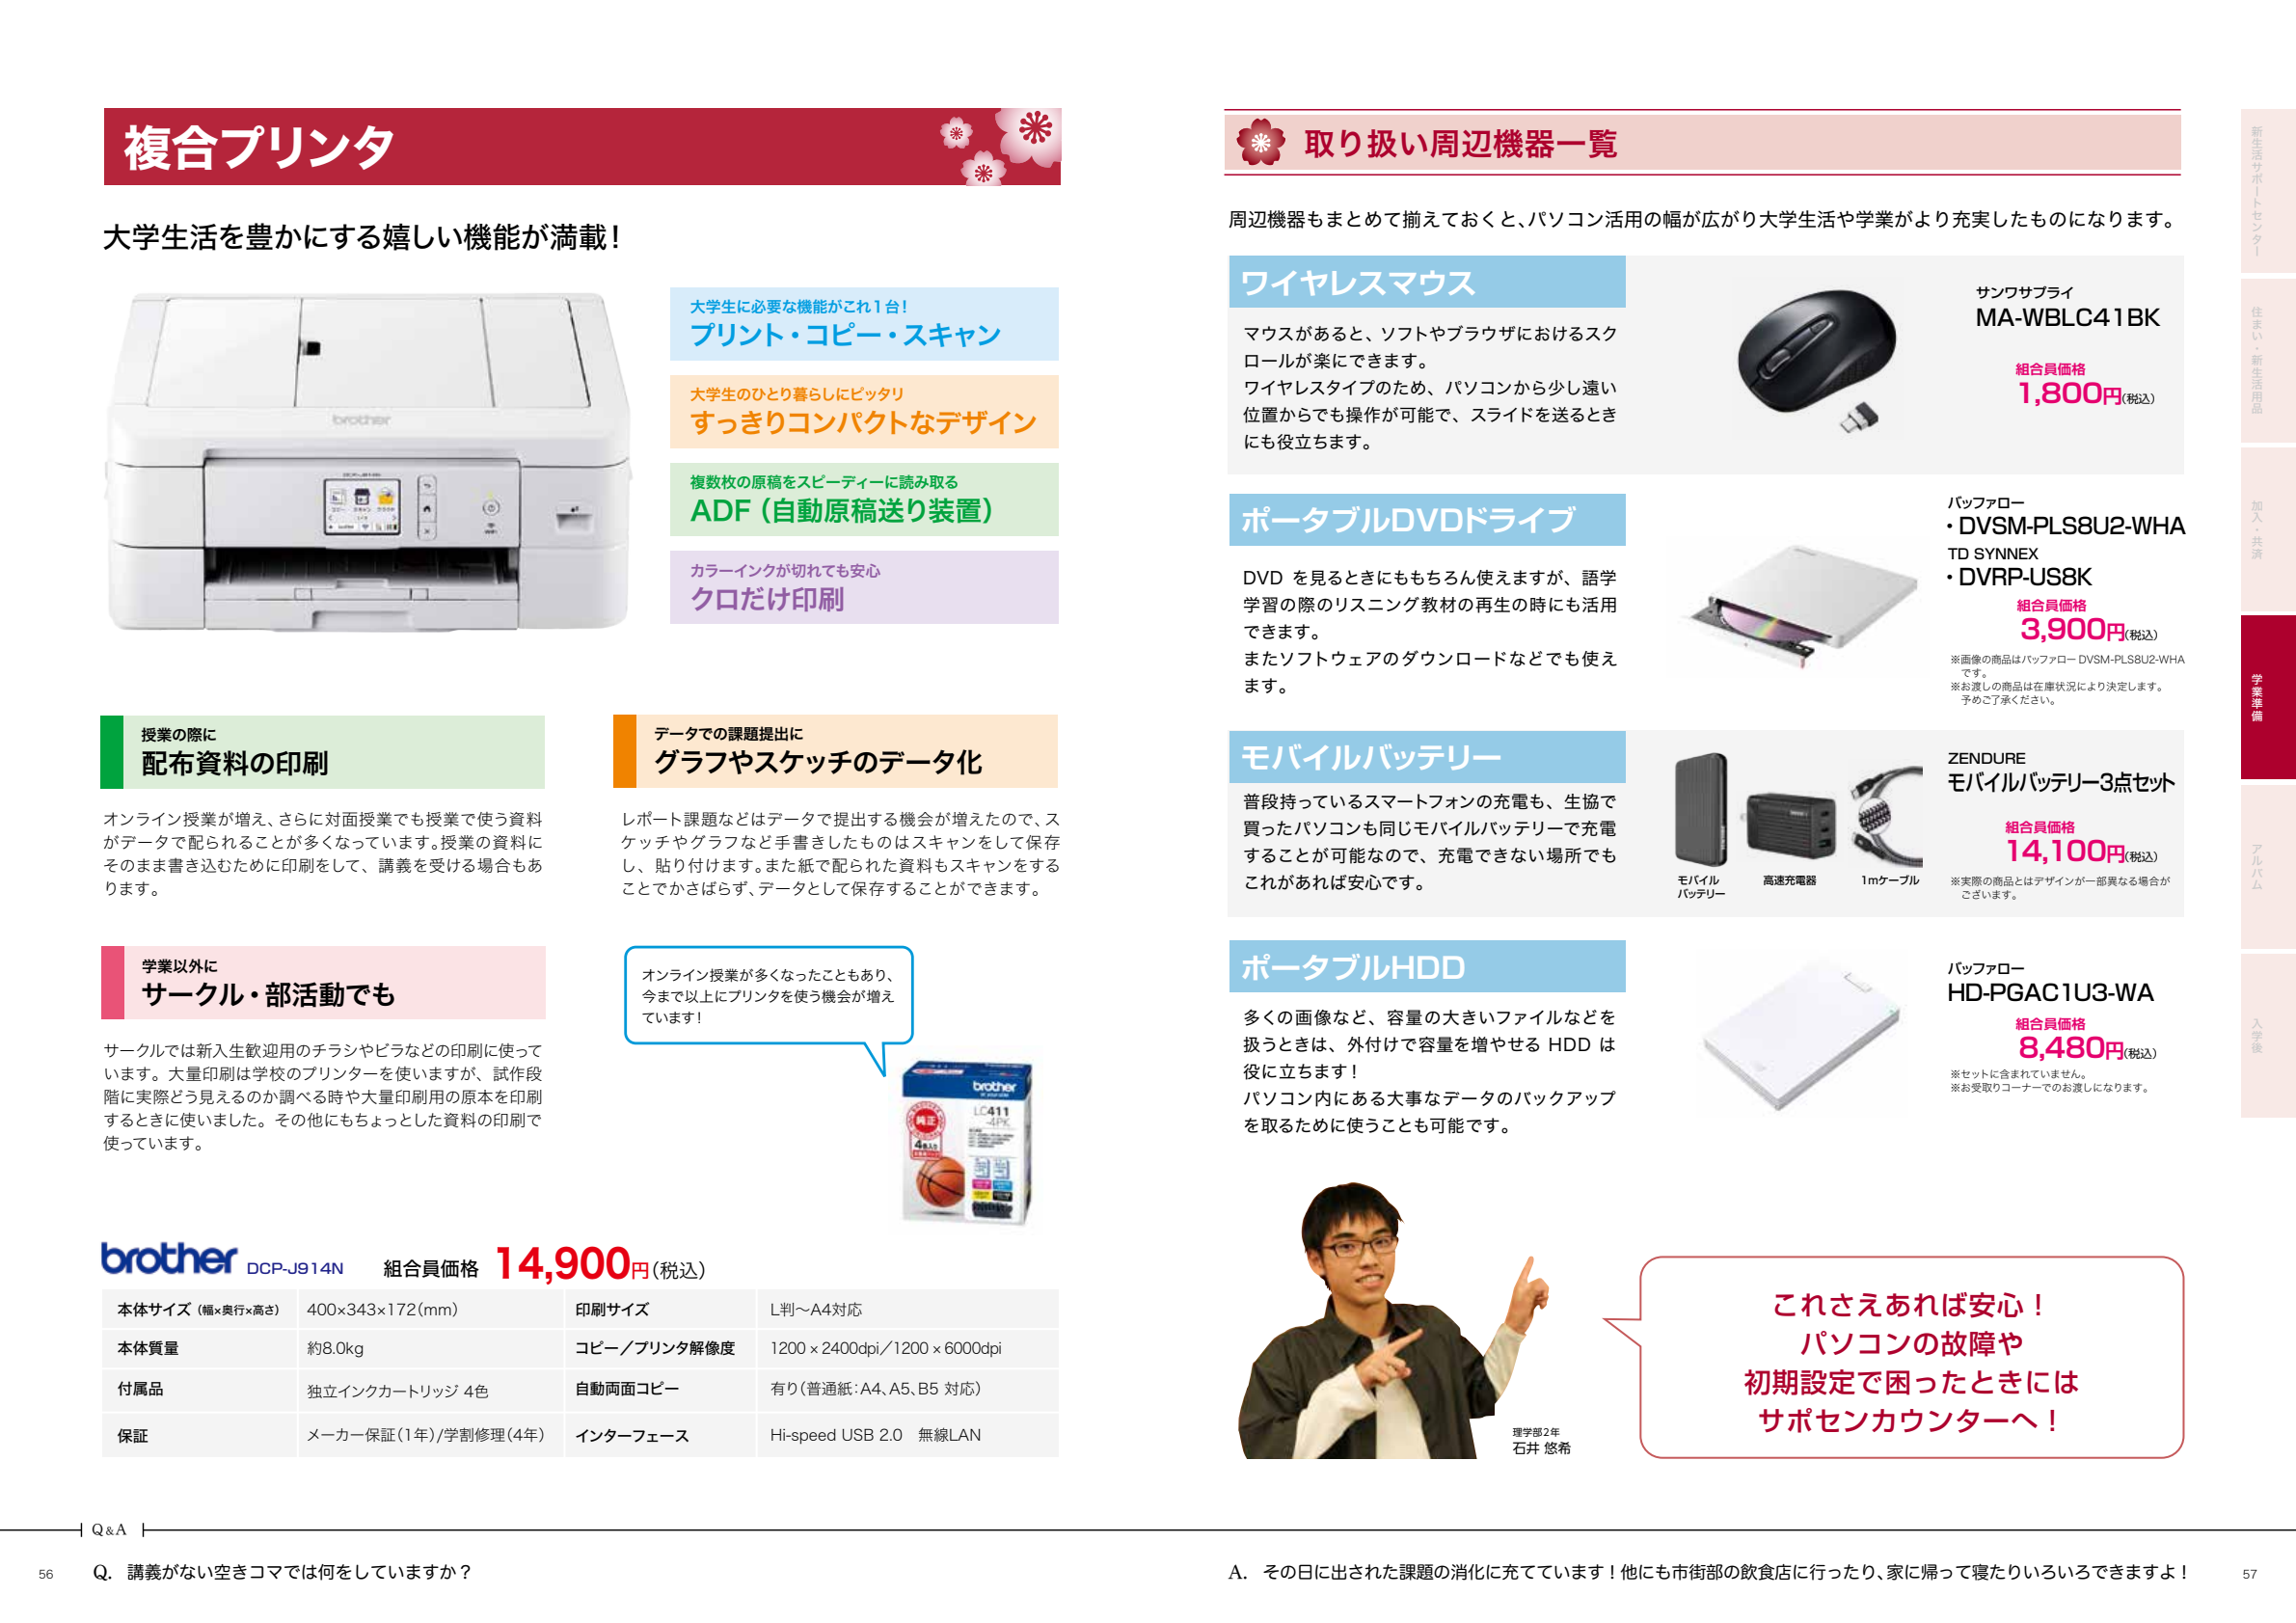 複合プリンタ
大学生活を豊かにする嬉しい機能が満載！
brother
大学生に必要な機能がこれ1台！
プリント・コピー・スキャン
大学生のひとり暮らしにピッタリ
すっきりコンパクトなデザイン
複数枚の原稿をスピーディーに読み取る
ADF（自動原稿送り装置）
カラーインクが切れても安心
クロだけ印刷
授業の際に
配布資料の印刷
オンライン授業が増え、さらに対面授業でも授業で使う資料
がデータで配られることが多くなっています。授業の資料に
そのまま書き込むために印刷をして、講義を受ける場合もあ
ります。
データでの課題提出に
グラフやスケッチのデータ化
レポート課題などはデータで提出する機会が増えたので、ス
ケッチやグラフなど手書きしたものはスキャンをして保存
し、貼り付けます。また紙で配られた資料もスキャンをする
ことでかさばらず、データとして保存することができます。
学業以外に
サークル・部活動でも
サークルでは新入生歓迎用のチラシやビラなどの印刷に使って
います。大量印刷は学校のプリンターを使いますが、試作段
階に実際どう見えるのか調べる時や大量印刷用の原本を印刷
するときに使いました。その他にもちょっとした資料の印刷で
使っています。
オンライン授業が多くなったこともあり、
今まで以上にプリンタを使う機会が増え
ています！
brother
LC411
-4PK
純正
brother DCP-J914N 組合員価格 14,900円（税込）
本体サイズ（幅×奥行×高さ） 400×343×172（mm） 印刷サイズ L判〜A4対応
本体質量 約8.0kg コピー／プリンタ解像度 1200 × 2400dpi／1200 × 6000dpi
付属品 独立インクカートリッジ 4色 自動両面コピー 有り（普通紙：A4、A5、B5 対応）
保証 メーカー保証（1年）/学割修理（4年） インターフェース Hi-speed USB 2.0 無線LAN
取り扱い周辺機器一覧
周辺機器もまとめて揃えておくと、パソコン活用の幅が広がり大学生活や学業がより充実したものになります。
ワイヤレスマウス
マウスがあると、ソフトやブラウザにおけるスク
ロールが楽にできます。
ワイヤレスタイプのため、パソコンから少し遠い
位置からでも操作が可能で、スライドを送るとき
にも役立ちます。
サンワサプライ
MA-WBLC41BK
組合員価格
1,800円（税込）
ポータブルDVDドライブ
DVD を見るときにももちろん使えますが、語学
学習の際のリスニング教材の再生の時にも活用
できます。
またソフトウェアのダウンロードなどでも使え
ます。
バッファロー
・DVSM-PLS8U2-WHA
TD SYNNEX
・DVRP-US8K
組合員価格
3,900円（税込）
※画像の商品はバッファロー DVSM-PLS8U2-WHA
です。
※お渡しの商品は在庫状況により決定します。
予めご了承ください。
モバイルバッテリー
普段持っているスマートフォンの充電も、生協で
買ったパソコンも同じモバイルバッテリーで充電
することが可能なので、充電できない場所でも
これがあれば安心です。
モバイル
バッテリー
高速充電器
1mケーブル
ZENDURE
モバイルバッテリー3点セット
組合員価格
14,100円（税込）
※実際の商品とはデザインが一部異なる場合が
ございます。
ポータブルHDD
多くの画像など、容量の大きいファイルなどを
扱うときは、外付けで容量を増やせる HDD は
役に立ちます！
パソコン内にある大事なデータのバックアップ
を取るために使うことも可能です。
バッファロー
HD-PGAC1U3-WA
組合員価格
8,480円（税込）
※セットに含まれていません。
※お受取りコーナーでのお渡しになります。
理学部2年
石井 悠希
これさえあれば安心！
パソコンの故障や
初期設定で困ったときには
サポセンカウンターへ！
新生活サポートセンター
住まい・新生活用品
加入・共済
学業準備
アルバム
入学後
Q&A
56
Q. 講義がない空きコマでは何をしていますか？
A. その日に出された課題の消化に充てています！他にも市街部の飲食店に行ったり、家に帰って寝たりいろいろできますよ！
57